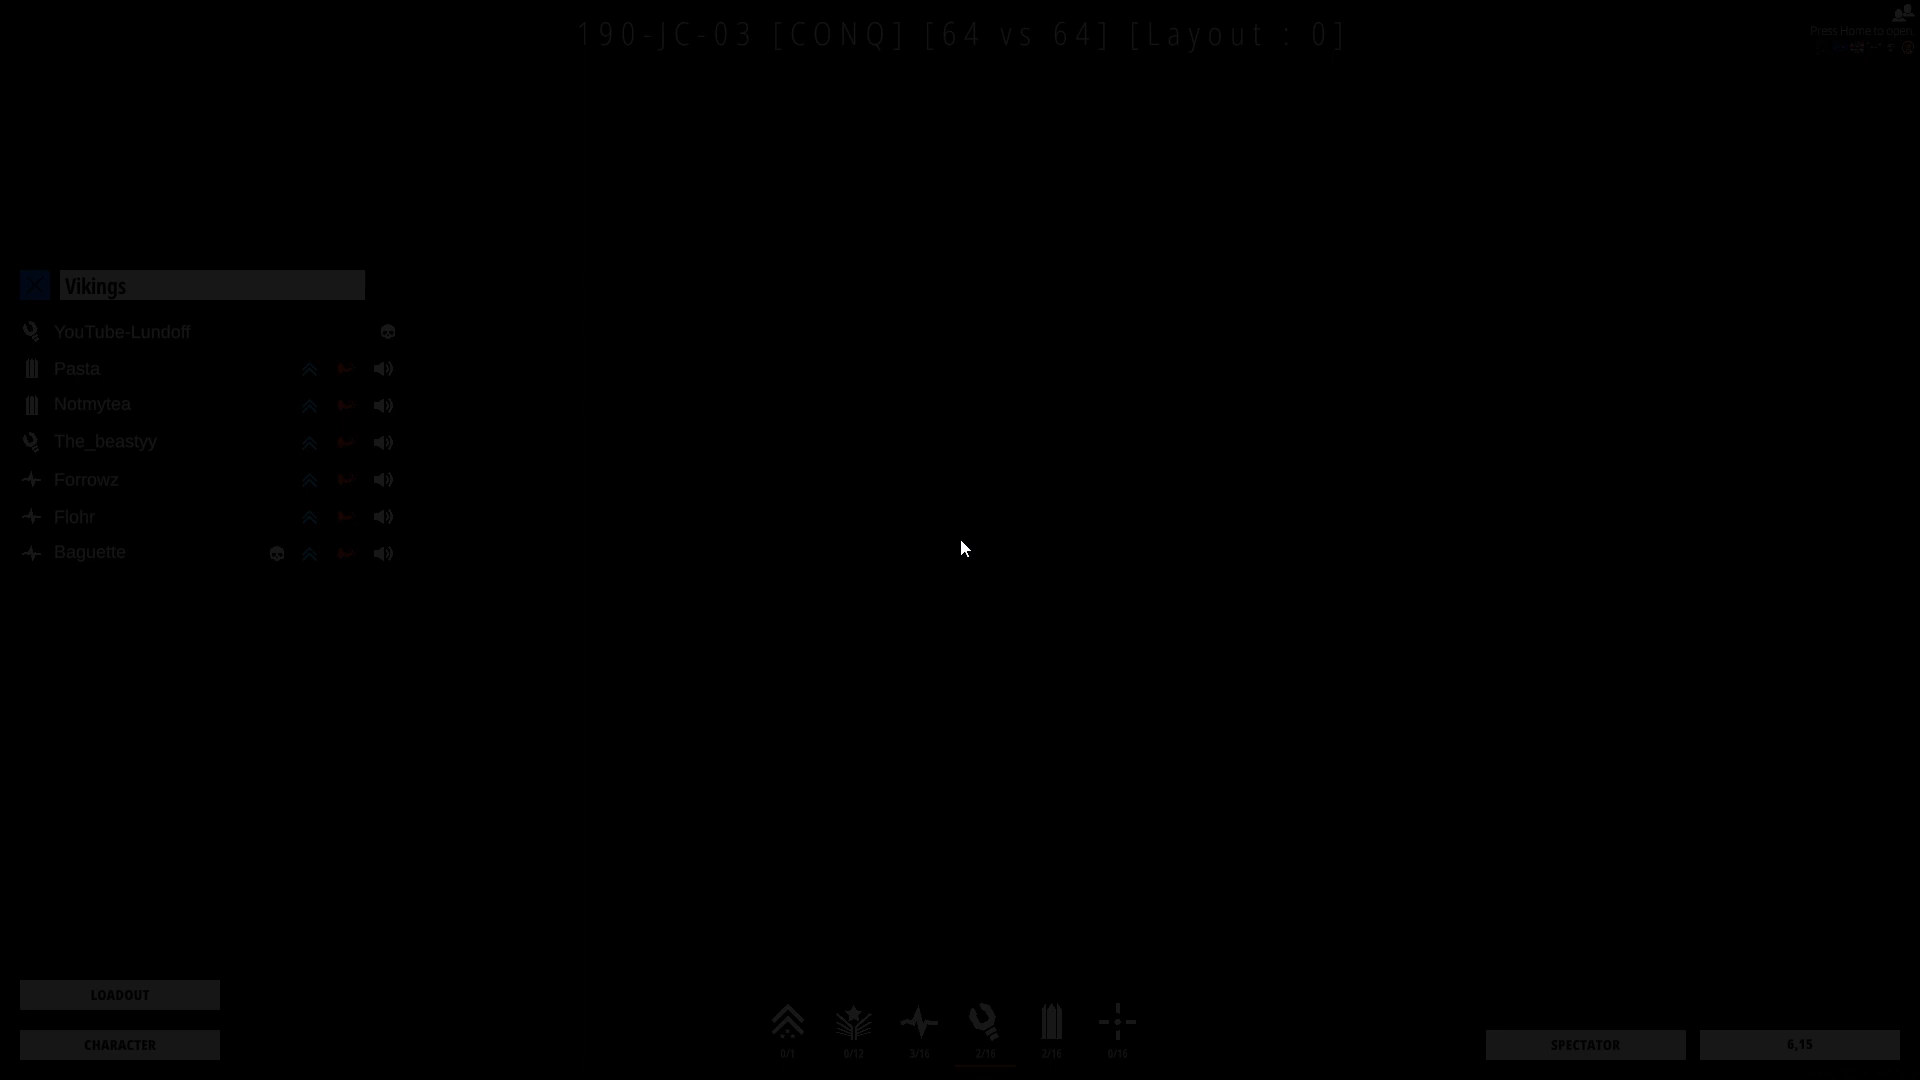 190-JC-03 [CONQ] [64 vs 64] [Layout : 0]
Press Home to open
Vikings
YouTube-Lundoff
Pasta
Notmytea
The_beastyy
Forrowz
Flohr
Baguette
LOADOUT
CHARACTER
0/1 0/12 3/16 2/16 2/16 0/16
SPECTATOR
6,15